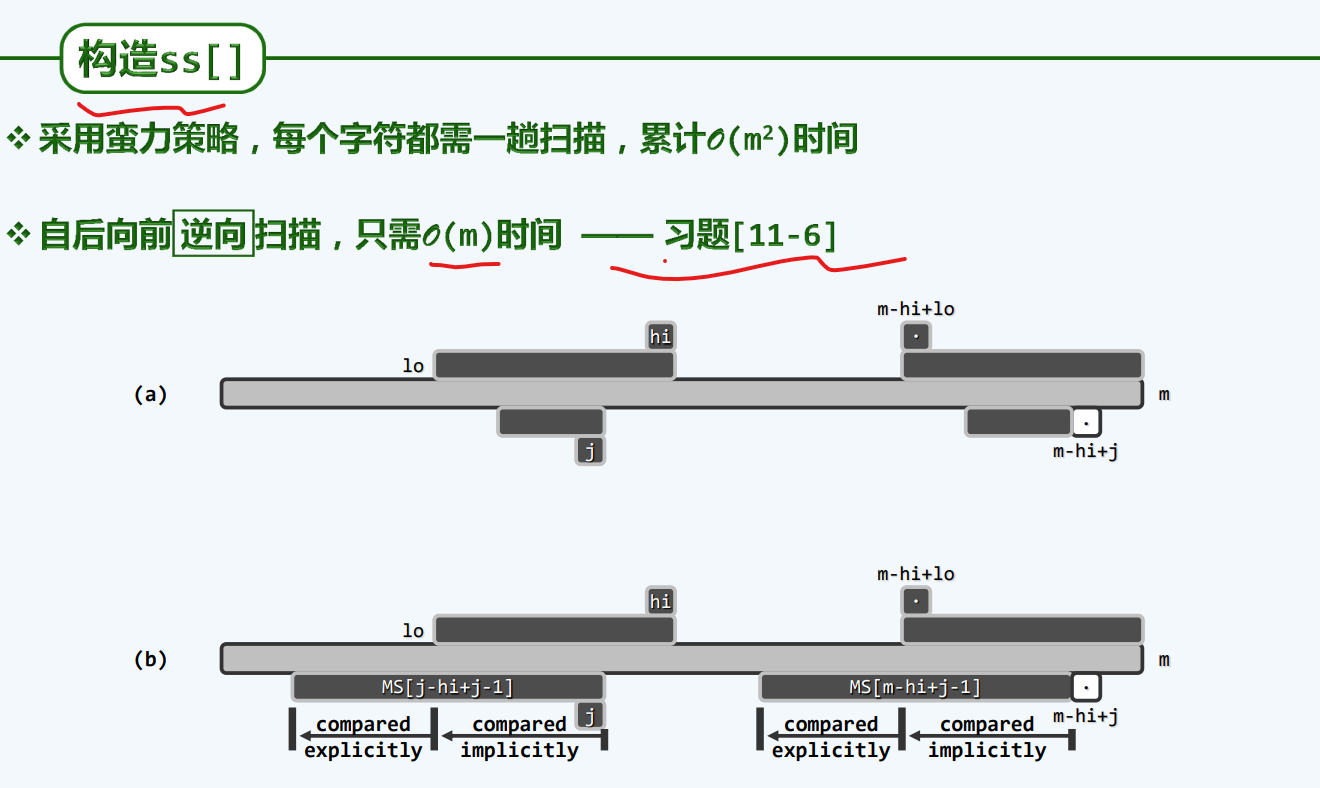 构造ss[]
❖ 采用蛮力策略，每个字符都需一趟扫描，累计O(m²)时间
❖ 自后向前逆向扫描，只需O(m)时间 —— 习题[11-6]
m-hi+lo
hi
lo
(a)
m
j
m-hi+j
m-hi+lo
hi
lo
(b)
m
MS[j-hi+j-1] MS[m-hi+j-1]
j
m-hi+j
compared compared compared compared
explicitly implicitly explicitly implicitly